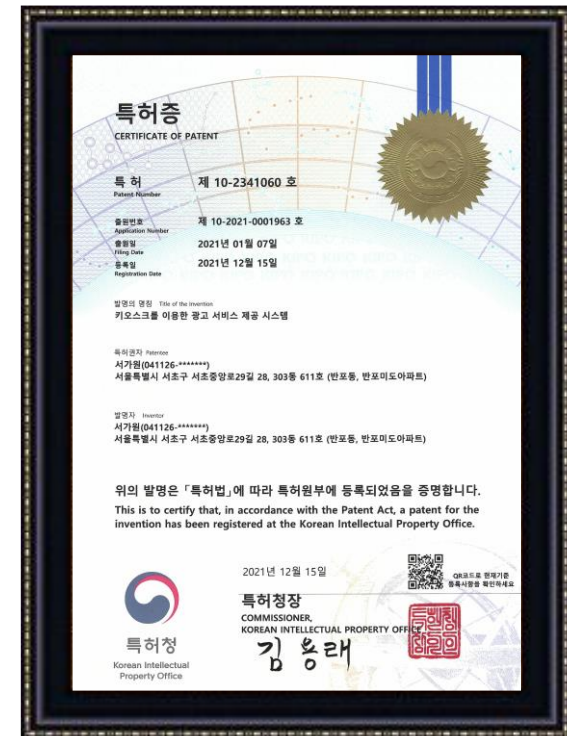 특허증
CERTIFICATE OF PATENT
특 허 제 10-2341060 호
Patent Number
출원번호 제 10-2021-0001963 호
Application Number
출원일 2021년 01월 07일
Filing Date
등록일 2021년 12월 15일
Registration Date
발명의 명칭 Title of the Invention
키오스크를 이용한 광고 서비스 제공 시스템
특허권자 Patentee
서가원(041126-*******)
서울특별시 서초구 서초중앙로29길 28, 303동 611호 (반포동, 반포미도아파트)
발명자 Inventor
서가원(041126-*******)
서울특별시 서초구 서초중앙로29길 28, 303동 611호 (반포동, 반포미도아파트)
위의 발명은 「특허법」에 따라 특허원부에 등록되었음을 증명합니다.
This is to certify that, in accordance with the Patent Act, a patent for the
invention has been registered at the Korean Intellectual Property Office.
2021년 12월 15일
QR코드로 현재기준
등록사항을 확인하세요
특허청장
COMMISSIONER,
KOREAN INTELLECTUAL PROPERTY OFFICE
김용래
특허청
Korean Intellectual
Property Office